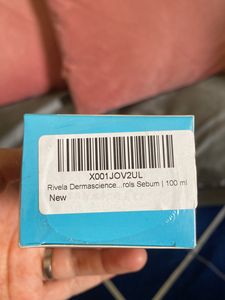 X001JOV2UL
Rivela Dermascience...rols Sebum | 100 ml
New